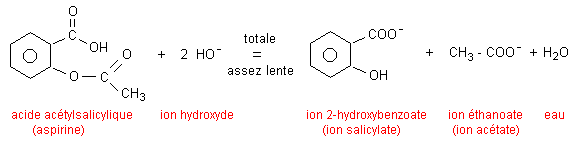 O
C
OH
O
C
O
CH3
+ 2 HO-
totale
=
assez lente
COO-
OH
+ CH3 - COO- + H2O
acide acétylsalicylique ion hydroxyde ion 2-hydroxybenzoate ion éthanoate eau
(aspirine) (ion salicylate) (ion acétate)